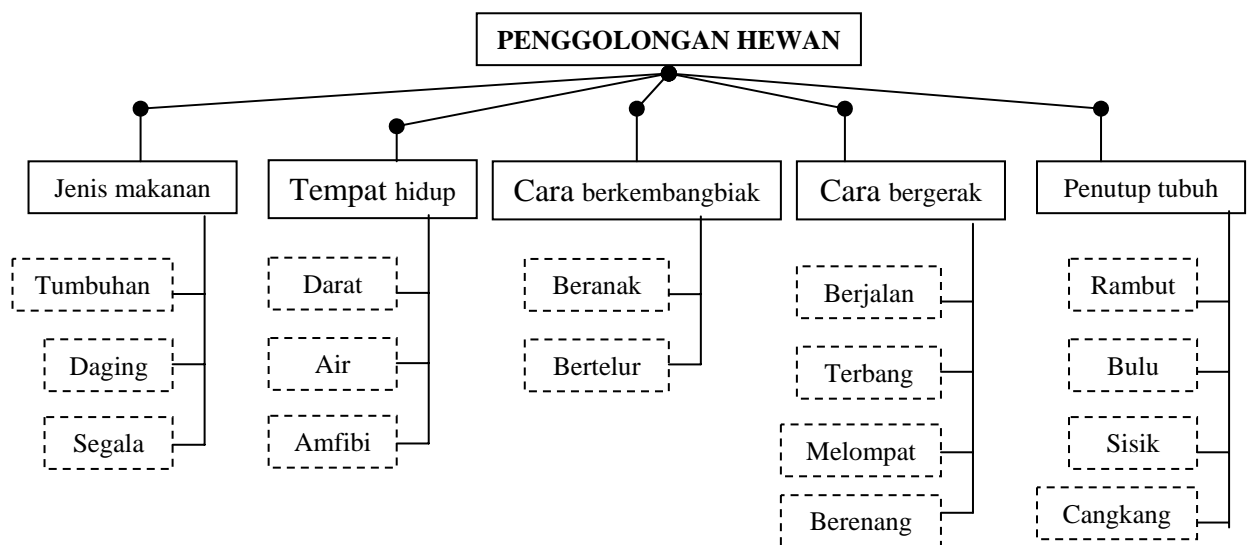 PENGGOLONGAN HEWAN
Jenis makanan
Tumbuhan
Daging
Segala
Tempat hidup
Darat
Air
Amfibi
Cara berkembangbiak
Beranak
Bertelur
Cara bergerak
Berjalan
Terbang
Melompat
Berenang
Penutup tubuh
Rambut
Bulu
Sisik
Cangkang